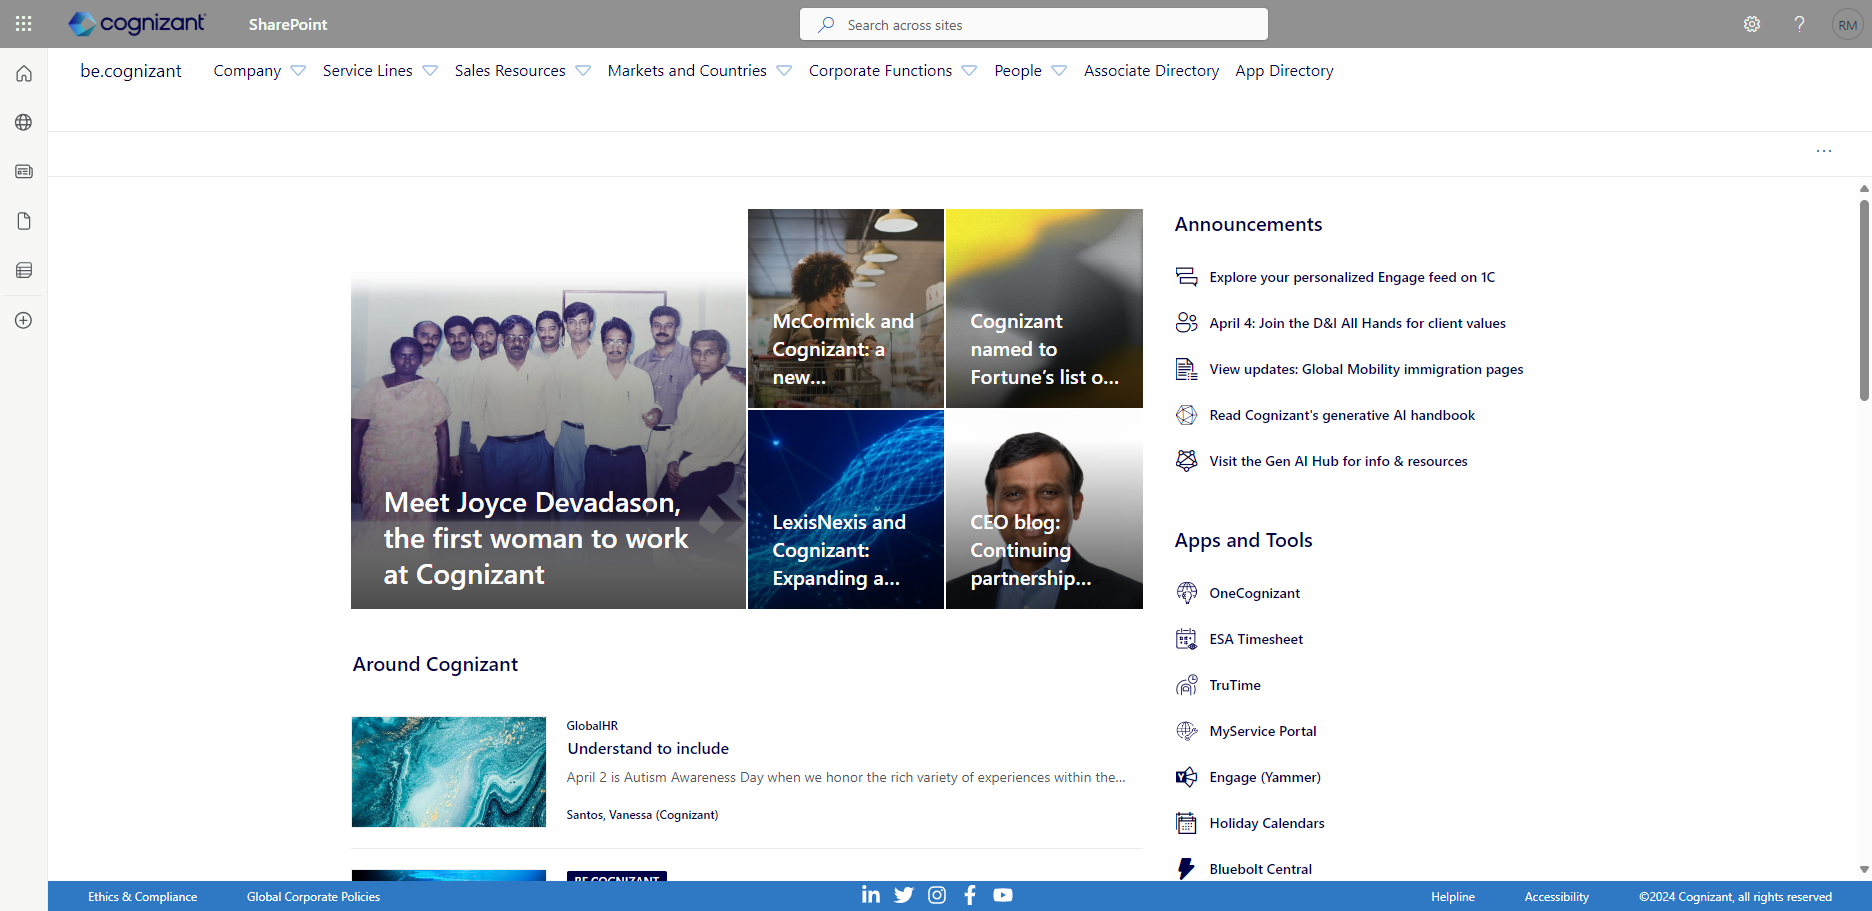 cognizant
SharePoint
Search across sites
RM
be.cognizant
Company
Service Lines
Sales Resources
Markets and Countries
Corporate Functions
People
Associate Directory
App Directory
Meet Joyce Devadason,
the first woman to work
at Cognizant
McCormick and
Cognizant: a
new...
Cognizant
named to
Fortune’s list o...
LexisNexis and
Cognizant:
Expanding a...
CEO blog:
Continuing
partnership...
Announcements
Explore your personalized Engage feed on 1C
April 4: Join the D&I All Hands for client values
View updates: Global Mobility immigration pages
Read Cognizant's generative AI handbook
Visit the Gen AI Hub for info & resources
Apps and Tools
OneCognizant
ESA Timesheet
TruTime
MyService Portal
Engage (Yammer)
Holiday Calendars
Bluebolt Central
Around Cognizant
GlobalHR
Understand to include
April 2 is Autism Awareness Day when we honor the rich variety of experiences within the...
Santos, Vanessa (Cognizant)
BE.COGNIZANT
Ethics & Compliance
Global Corporate Policies
Helpline
Accessibility
©2024 Cognizant, all rights reserved